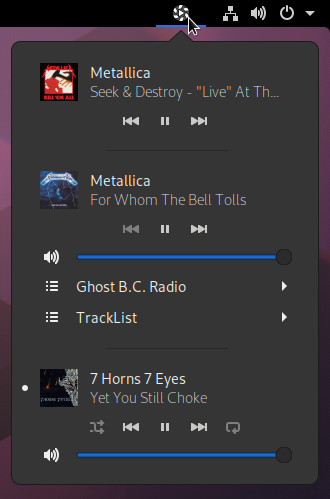 Metallica
Seek & Destroy - "Live" At Th...
Metallica
For Whom The Bell Tolls
Ghost B.C. Radio
TrackList
7 Horns 7 Eyes
Yet You Still Choke